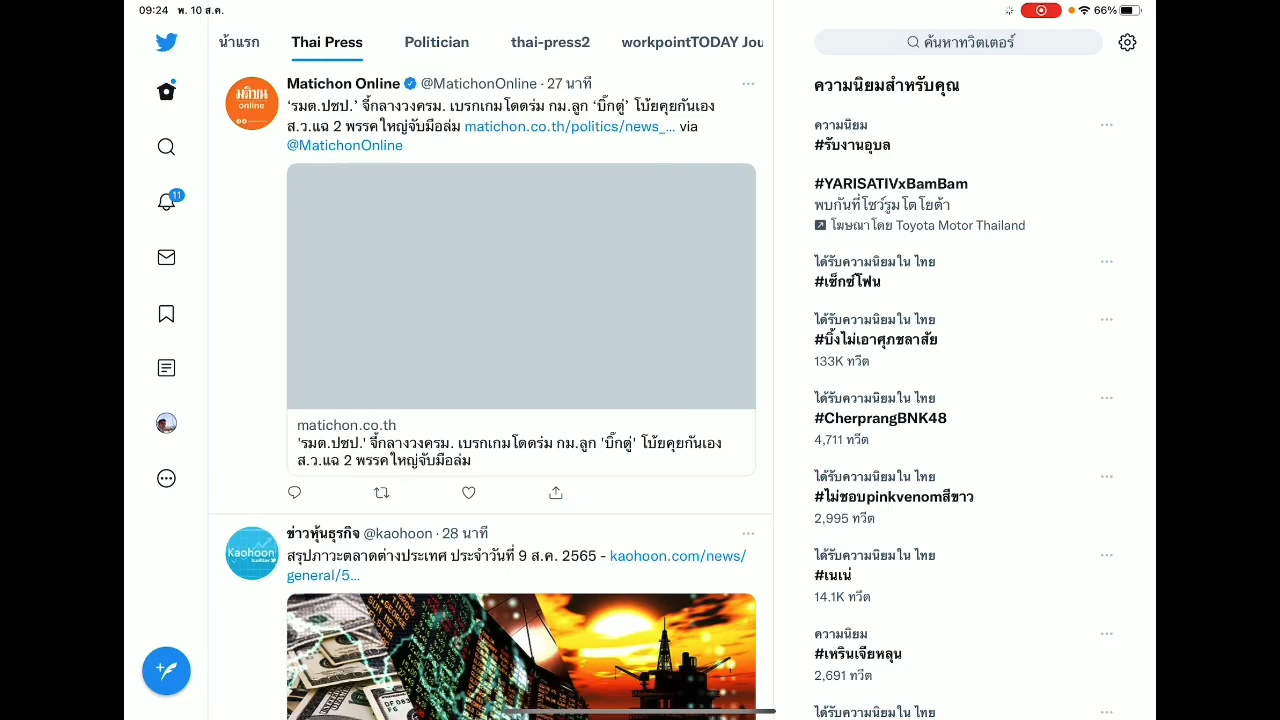 09:24 พ. 10 ส.ค.
66%
น้าแรก
Thai Press
Politician
thai-press2
workpointTODAY Jou
ค้นหาทวิตเตอร์
11
มติชน
online
Matichon Online @MatichonOnline · 27 นาที
‘รมต.ปชป.’ จี้กลางวงครม. เบรกเกมโดดร่ม กม.ลูก ‘บิ๊กตู่’ โบ้ยคุยกันเอง
ส.ว.แฉ 2 พรรคใหญ่จับมือล่ม matichon.co.th/politics/news_... via
@MatichonOnline
matichon.co.th
'รมต.ปชป.' จี้กลางวงครม. เบรกเกมโดดร่ม กม.ลูก 'บิ๊กตู่' โบ้ยคุยกันเอง
ส.ว.แฉ 2 พรรคใหญ่จับมือล่ม
Kaohoon
twitter
ข่าวหุ้นธุรกิจ @kaohoon · 28 นาที
สรุปภาวะตลาดต่างประเทศ ประจำวันที่ 9 ส.ค. 2565 - kaohoon.com/news/
general/5...
ความนิยมสำหรับคุณ
ความนิยม
#รับงานอุบล
#YARISATIVxBamBam
พบกันที่โชว์รูมโตโยต้า
โฆษณาโดย Toyota Motor Thailand
ได้รับความนิยมใน ไทย
#เซ็กซ์โฟน
ได้รับความนิยมใน ไทย
#บิ้งไม่เอาศุภชลาสัย
133K ทวีต
ได้รับความนิยมใน ไทย
#CherprangBNK48
4,711 ทวีต
ได้รับความนิยมใน ไทย
#ไม่ชอบpinkvenomสีขาว
2,995 ทวีต
ได้รับความนิยมใน ไทย
#เนเน่
14.1K ทวีต
ความนิยม
#เหรินเจียหลุน
2,691 ทวีต
ได้รับความนิยมใน ไทย